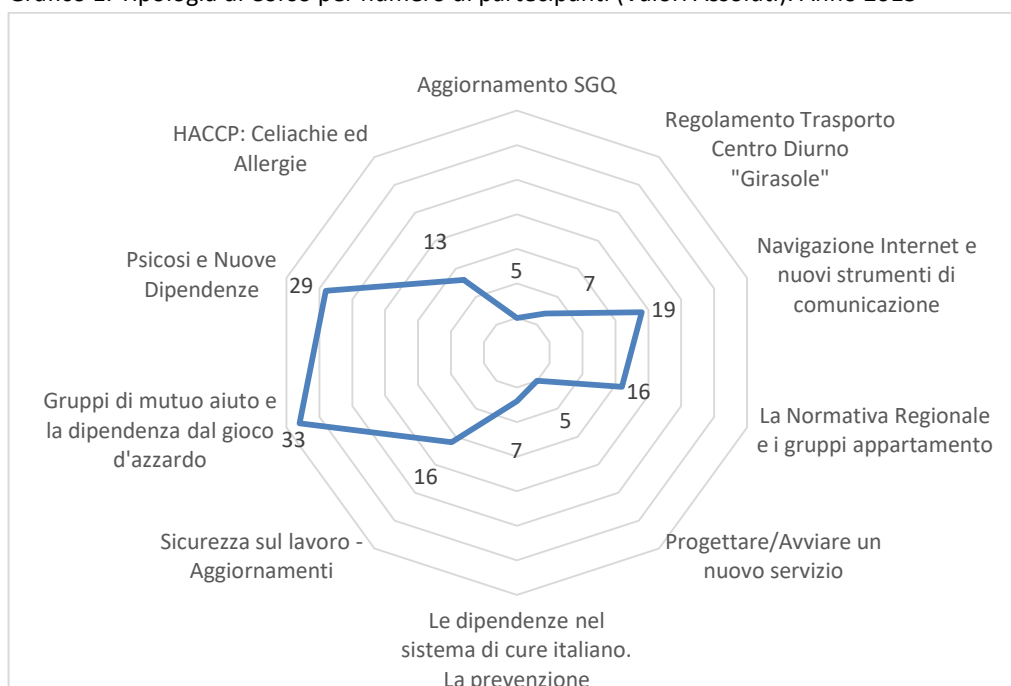 Aggiornamento SGQ
Regolamento Trasporto
Centro Diurno
"Girasole"
Navigazione Internet e
nuovi strumenti di
comunicazione
La Normativa Regionale
e i gruppi appartamento
Progettare/Avviare un
nuovo servizio
Le dipendenze nel
sistema di cure italiano.
La prevenzione
Sicurezza sul lavoro -
Aggiornamenti
Gruppi di mutuo aiuto e
la dipendenza dal gioco
d'azzardo
Psicosi e Nuove
Dipendenze
HACCP: Celiachie ed
Allergie
5
7
19
16
5
7
16
33
29
13